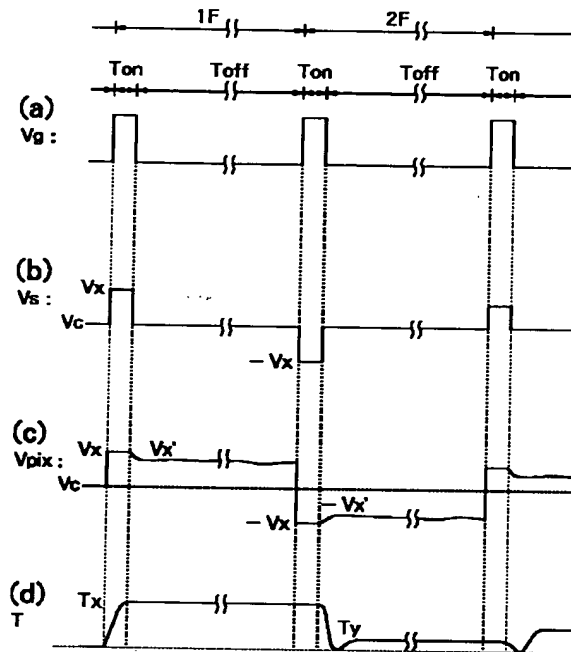 1F 2F
Ton Toff Ton Toff Ton
(a)
Vg :
(b)
Vx
Vs :
Vc
− Vx
(c)
Vx Vx'
Vpix :
Vc
− Vx'
− Vx
(d)
Tx
T
Ty